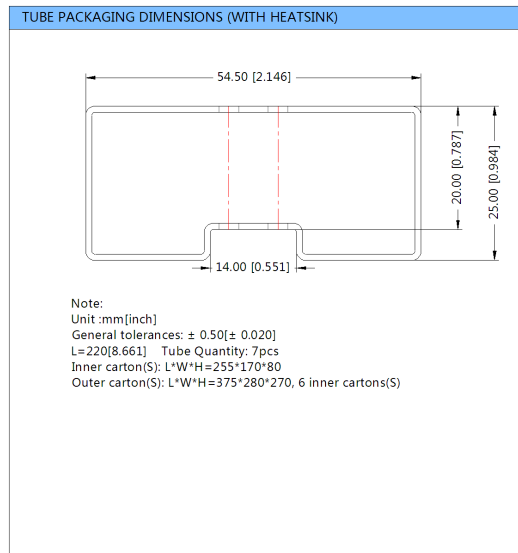 TUBE PACKAGING DIMENSIONS (WITH HEATSINK)
54.50 [2.146]
20.00 [0.787]
25.00 [0.984]
14.00 [0.551]
Note:
Unit :mm[inch]
General tolerances: ± 0.50[± 0.020]
L=220[8.661] Tube Quantity: 7pcs
Inner carton(S): L*W*H=255*170*80
Outer carton(S): L*W*H=375*280*270, 6 inner cartons(S)